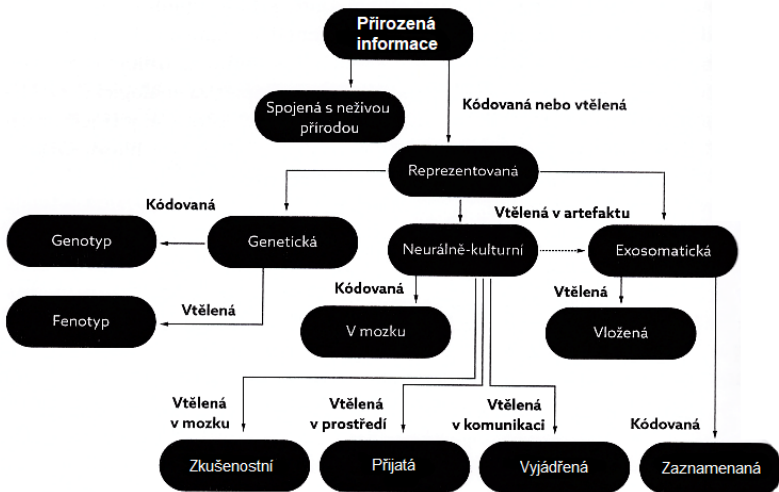 Přirozená
informace
Spojená s neživou
přírodou
Kódovaná nebo vtělená
Reprezentovaná
Kódovaná
Vtělená v artefaktu
Genotyp
Genetická
Neurálně-kulturní
Exosomatická
Kódovaná
Vtělená
Fenotyp
Vtělená
V mozku
Vložená
Vtělená
v mozku
Vtělená
v prostředí
Vtělená
v komunikaci
Kódovaná
Zkušenostní
Přijatá
Vyjádřená
Zaznamenaná